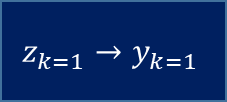 z_{k=1} → y_{k=1}